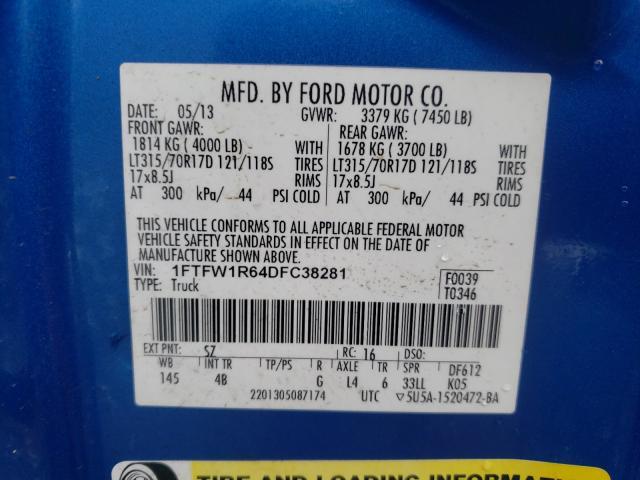 MFD. BY FORD MOTOR CO.
DATE: 05/13 GVWR: 3379 KG ( 7450 LB)
FRONT GAWR: REAR GAWR:
1814 KG ( 4000 LB) 1678 KG ( 3700 LB)
LT315/70R17D 121/118S TIRES LT315/70R17D 121/118S TIRES
17x8.5J RIMS 17x8.5J RIMS
AT 300 kPa/ 44 PSI COLD AT 300 kPa/ 44 PSI COLD
THIS VEHICLE CONFORMS TO ALL APPLICABLE FEDERAL MOTOR
VEHICLE SAFETY STANDARDS IN EFFECT ON THE DATE OF
MANUFACTURE SHOWN ABOVE.
VIN: 1FTFW1R64DFC38281 F0039
TYPE: Truck T0346
EXT PNT: SZ RC: 16 DSO:
WB INT TR TP/PS R AXLE TR SPR DF612
145 4B G L4 6 33LL K05
2201305087174 UTC ▽5U5A-1520472-BA
TIRE AND LOADING INFORMATI